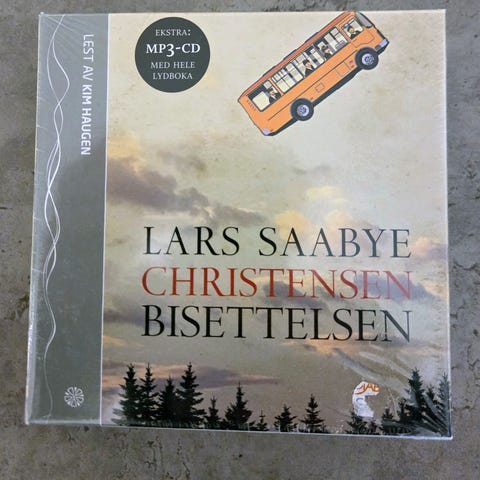 EKSTRA:
MP3-CD
MED HELE
LYDBOKA
LEST AV KIM HAUGEN
LARS SAABYE
CHRISTENSEN
BISETTELSEN